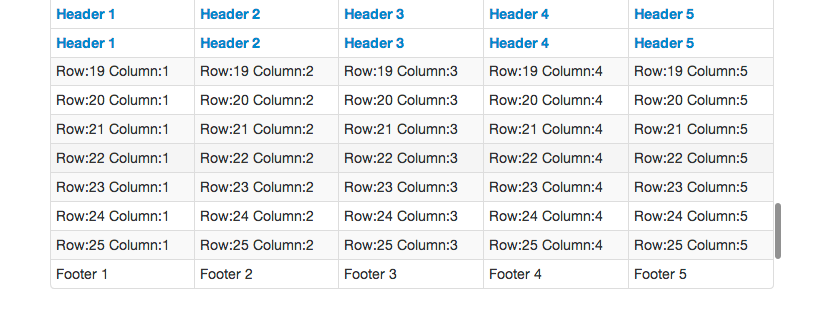 Header 1 Header 2 Header 3 Header 4 Header 5
Header 1 Header 2 Header 3 Header 4 Header 5
Row:19 Column:1 Row:19 Column:2 Row:19 Column:3 Row:19 Column:4 Row:19 Column:5
Row:20 Column:1 Row:20 Column:2 Row:20 Column:3 Row:20 Column:4 Row:20 Column:5
Row:21 Column:1 Row:21 Column:2 Row:21 Column:3 Row:21 Column:4 Row:21 Column:5
Row:22 Column:1 Row:22 Column:2 Row:22 Column:3 Row:22 Column:4 Row:22 Column:5
Row:23 Column:1 Row:23 Column:2 Row:23 Column:3 Row:23 Column:4 Row:23 Column:5
Row:24 Column:1 Row:24 Column:2 Row:24 Column:3 Row:24 Column:4 Row:24 Column:5
Row:25 Column:1 Row:25 Column:2 Row:25 Column:3 Row:25 Column:4 Row:25 Column:5
Footer 1 Footer 2 Footer 3 Footer 4 Footer 5